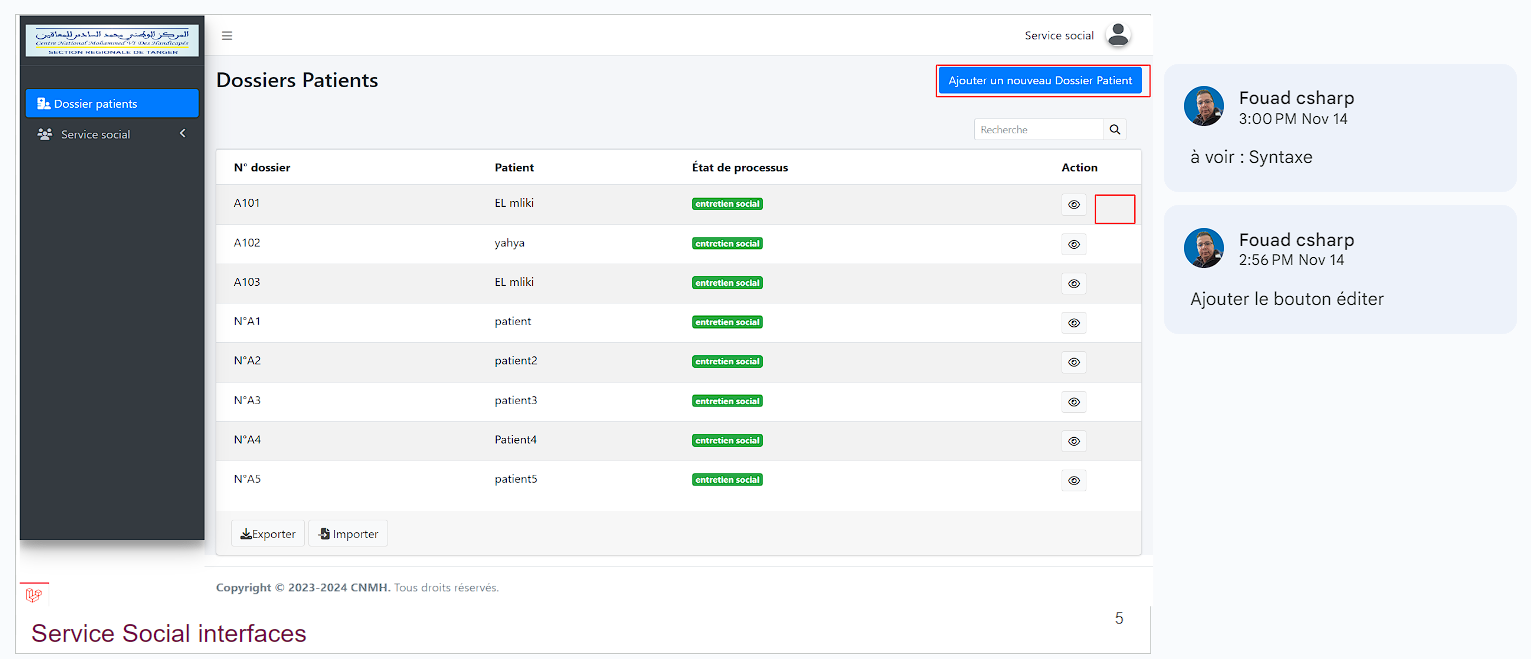 المركز الوطني محمد السادس للمعاقين
Centre National Mohammed VI Des Handicapés
SECTION REGIONALE DE TANGER
Service social
Dossier patients
Service social
Dossiers Patients
Ajouter un nouveau Dossier Patient
Recherche
N° dossier Patient État de processus Action
A101 EL mliki entretien social
A102 yahya entretien social
A103 EL mliki entretien social
N°A1 patient entretien social
N°A2 patient2 entretien social
N°A3 patient3 entretien social
N°A4 Patient4 entretien social
N°A5 patient5 entretien social
Exporter Importer
Copyright © 2023-2024 CNMH. Tous droits réservés.
Service Social interfaces
5
Fouad csharp
3:00 PM Nov 14
à voir : Syntaxe
Fouad csharp
2:56 PM Nov 14
Ajouter le bouton éditer